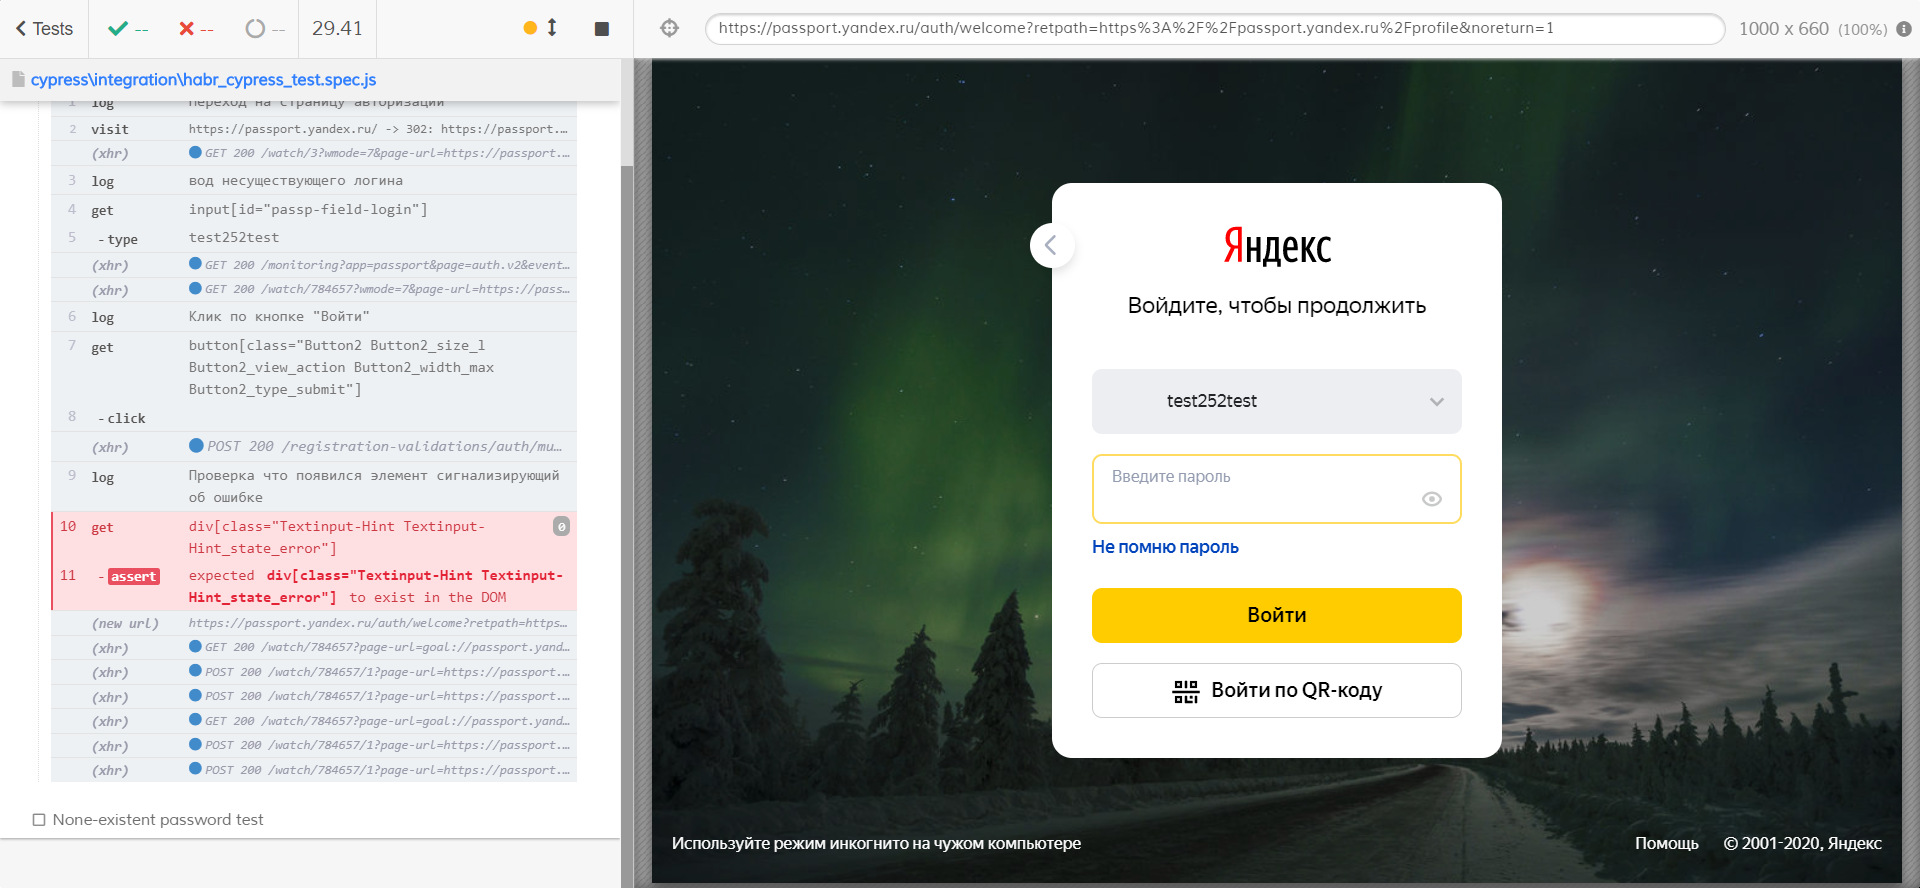 Tests
--
--
--
29.41
https://passport.yandex.ru/auth/welcome?retpath=https%3A%2F%2Fpassport.yandex.ru%2Fprofile&noreturn=1
1000 x 660 (100%)
cypress\integration\habr_cypress_test.spec.js
1 log Переход на страницу авторизации
2 visit https://passport.yandex.ru/ -> 302: https://passport.…
(xhr) GET 200 /watch/3?wmode=7&page-url=https://passport.…
3 log вод несуществующего логина
4 get input[id="passp-field-login"]
5 - type test252test
(xhr) GET 200 /monitoring?app=passport&page=auth.v2&event…
(xhr) GET 200 /watch/784657?wmode=7&page-url=https://pass…
6 log Клик по кнопке "Войти"
7 get button[class="Button2 Button2_size_l
Button2_view_action Button2_width_max
Button2_type_submit"]
8 - click
(xhr) POST 200 /registration-validations/auth/mu…
9 log Проверка что появился элемент сигнализирующий
об ошибке
10 get div[class="Textinput-Hint Textinput-
Hint_state_error"] 0
11 - assert expected div[class="Textinput-Hint Textinput-
Hint_state_error"] to exist in the DOM
(new url) https://passport.yandex.ru/auth/welcome?retpath=https…
(xhr) GET 200 /watch/784657?page-url=goal://passport.yand…
(xhr) POST 200 /watch/784657/1?page-url=https://passport.…
(xhr) POST 200 /watch/784657/1?page-url=https://passport.…
(xhr) GET 200 /watch/784657?page-url=goal://passport.yand…
(xhr) POST 200 /watch/784657/1?page-url=https://passport.…
(xhr) POST 200 /watch/784657/1?page-url=https://passport.…
None-existent password test
Яндекс
Войдите, чтобы продолжить
test252test
Введите пароль
Не помню пароль
Войти
Войти по QR-коду
Используйте режим инкогнито на чужом компьютере
Помощь © 2001-2020, Яндекс